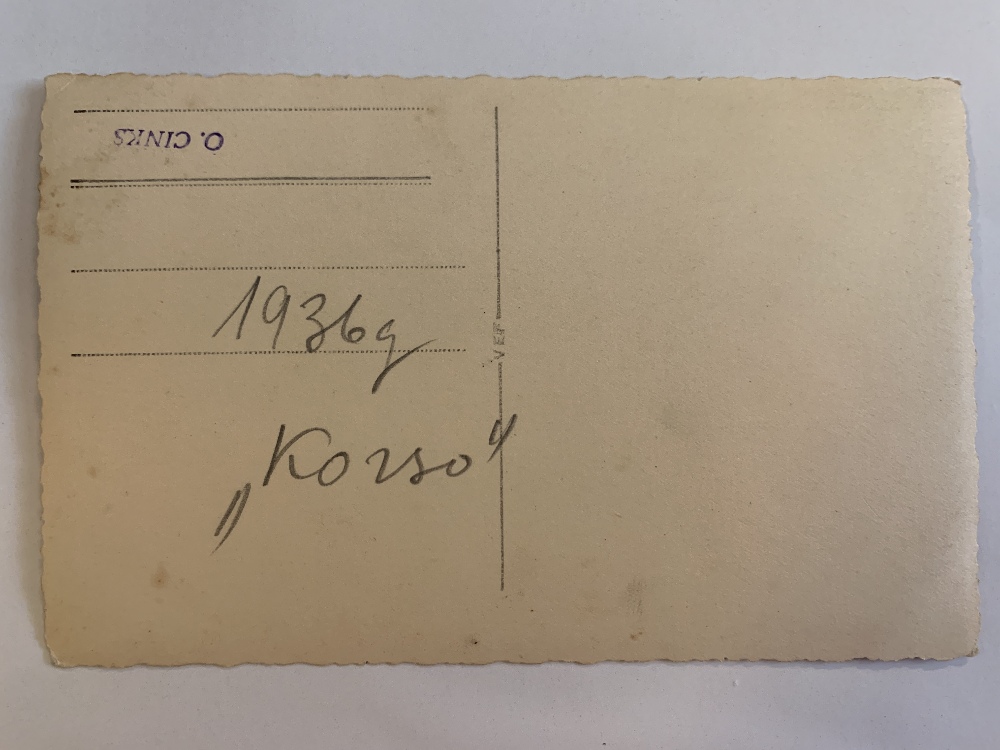 O. CINKS
1936g
„Korso"
VEF